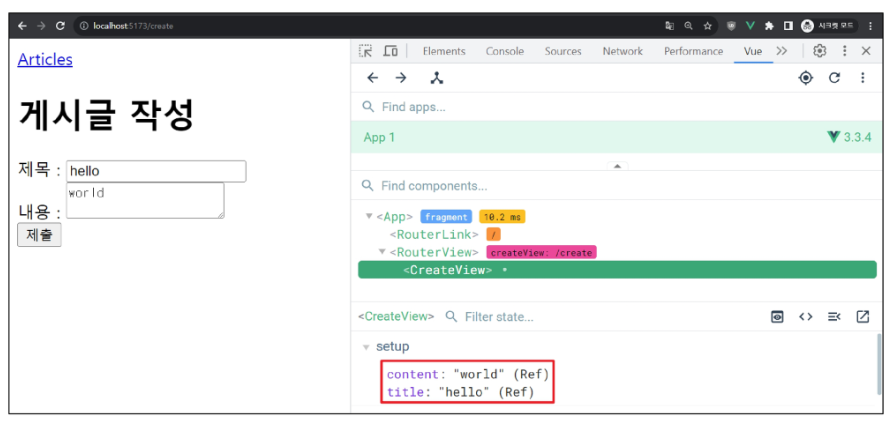 localhost:5173/create
시크릿 모드
Articles
게시글 작성
제목 : hello
world
내용 :
제출
Elements Console Sources Network Performance Vue
Find apps...
App 1 3.3.4
Find components...
<App> fragment 10.2 ms
<RouterLink> /
<RouterView> createView: /create
<CreateView>
<CreateView> Filter state...
setup
content: "world" (Ref)
title: "hello" (Ref)